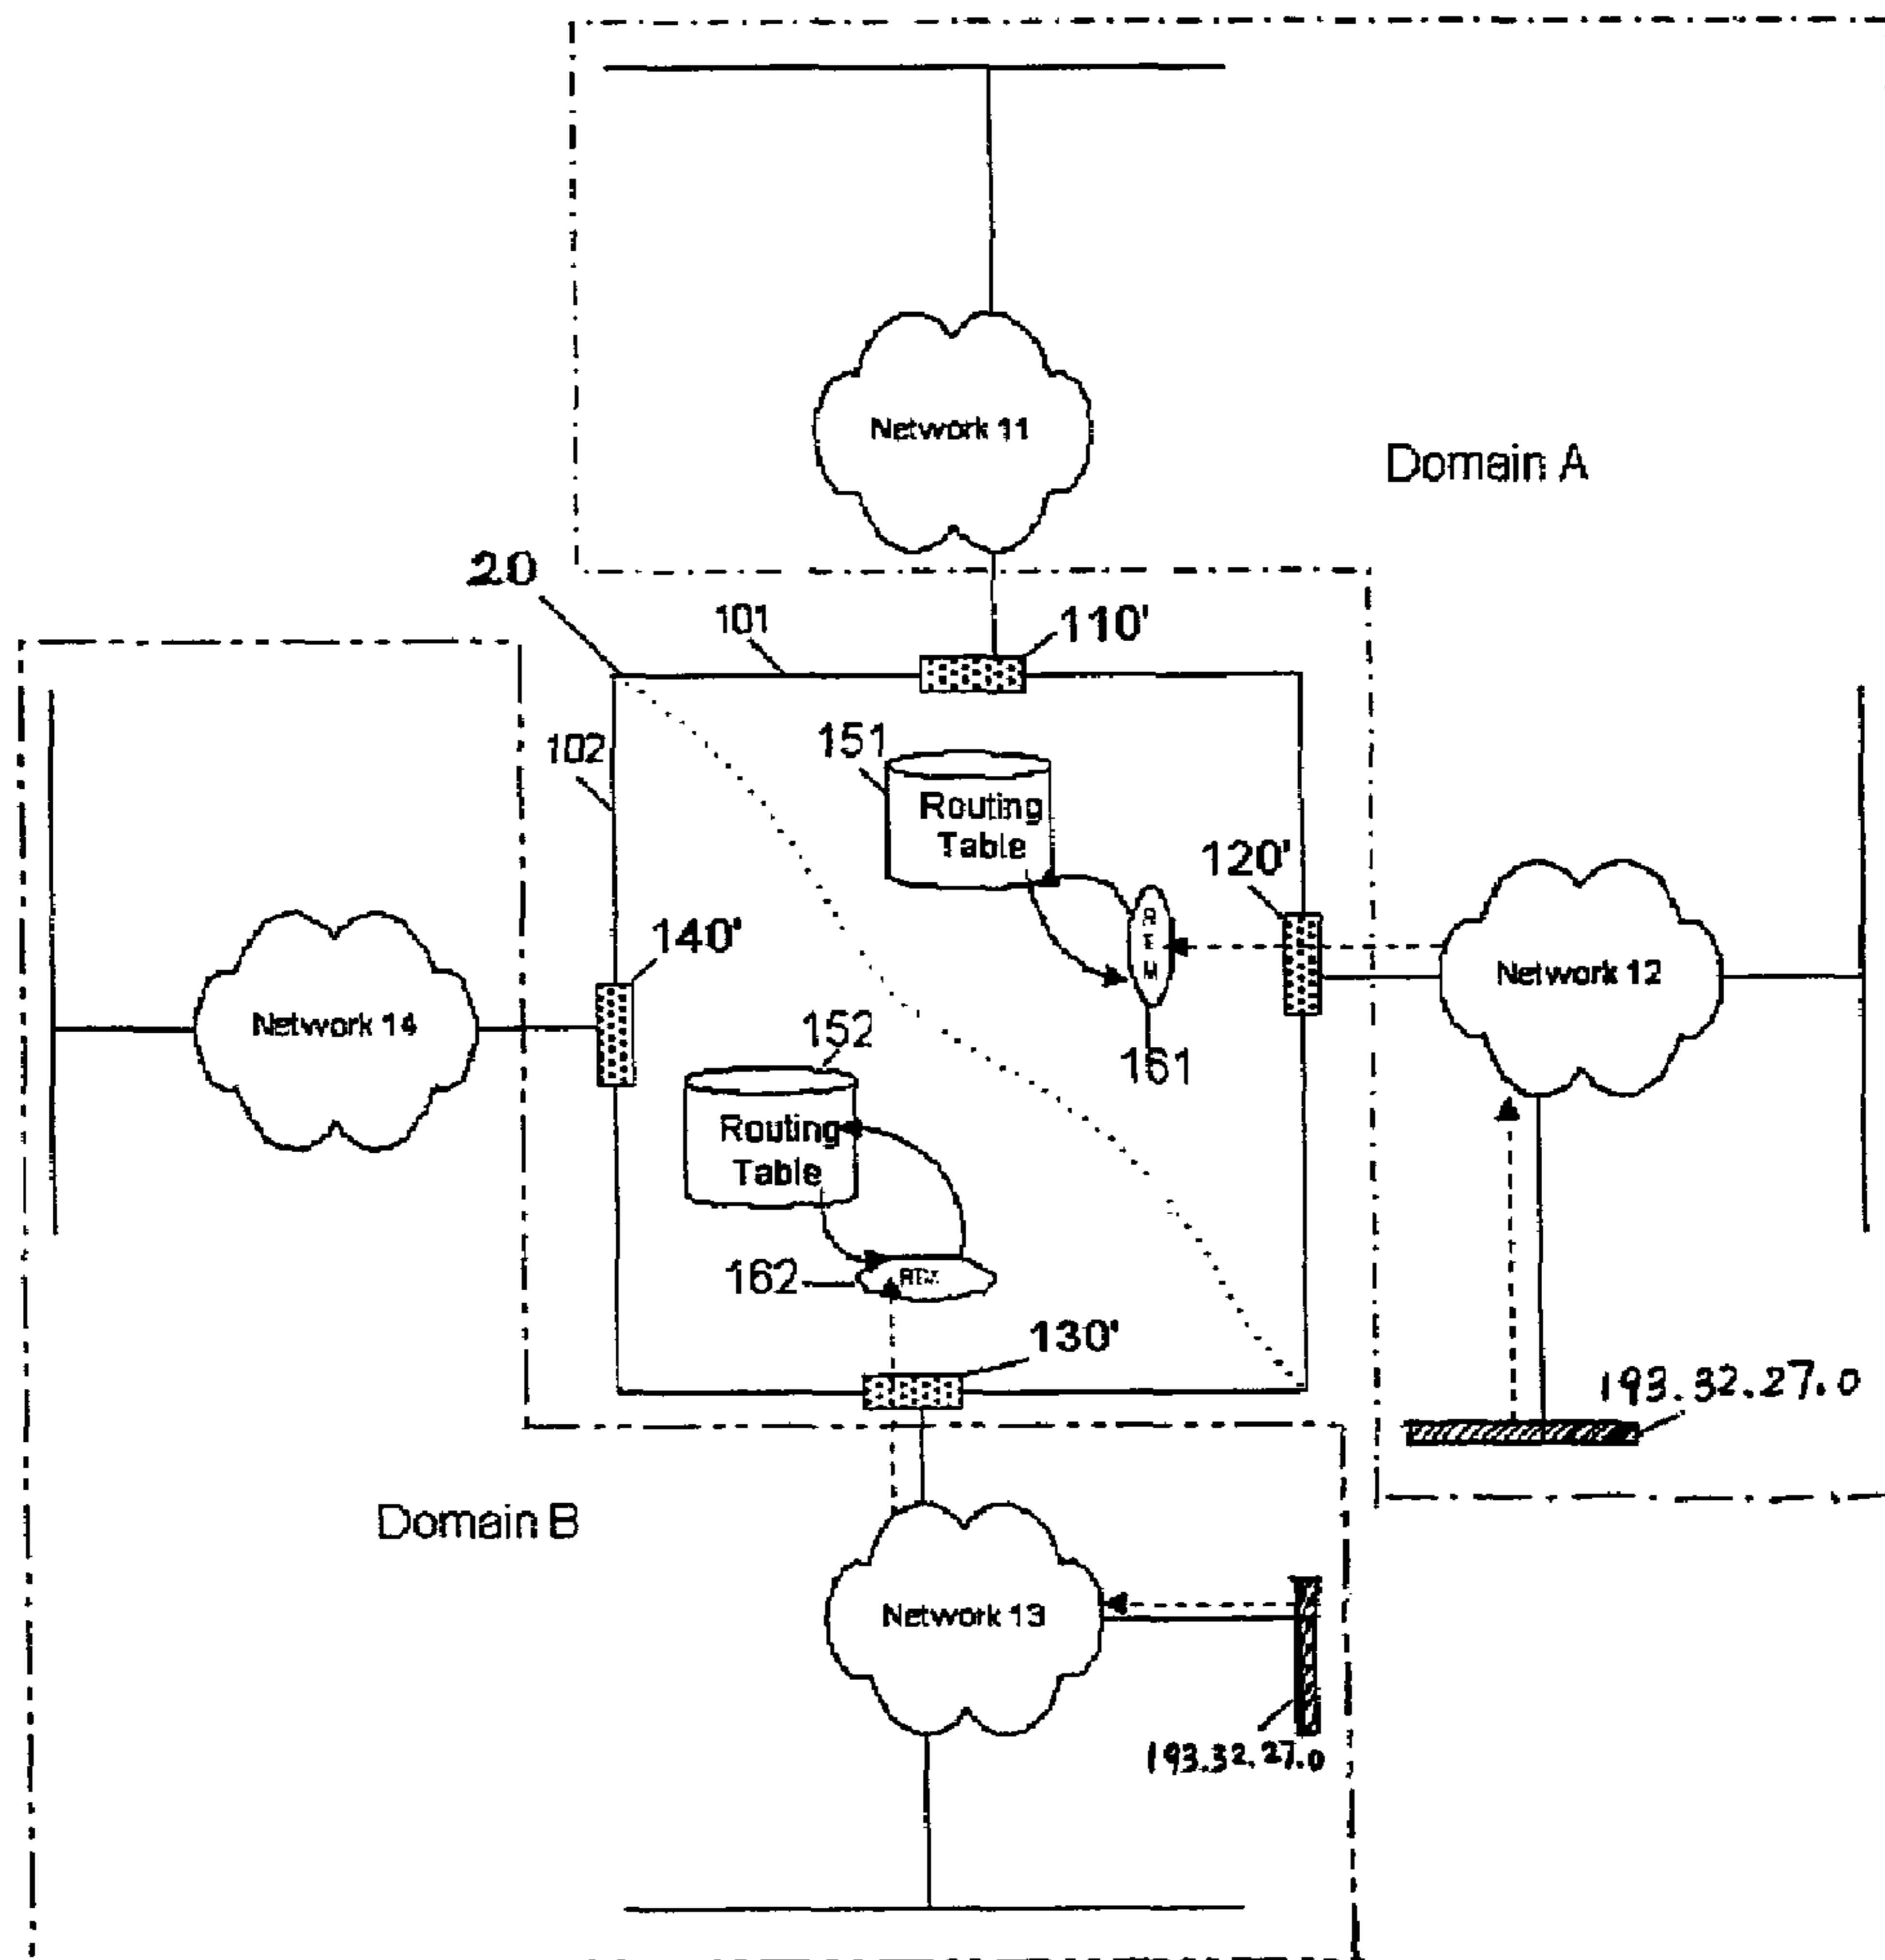 Network 11
Domain A
20
101
110'
102
151
Routing
Table
120'
R
E
M
140'
Network 12
Network 14
152
161
Routing
Table
162
130'
193.32.27.0
Domain B
Network 13
193.32.27.0